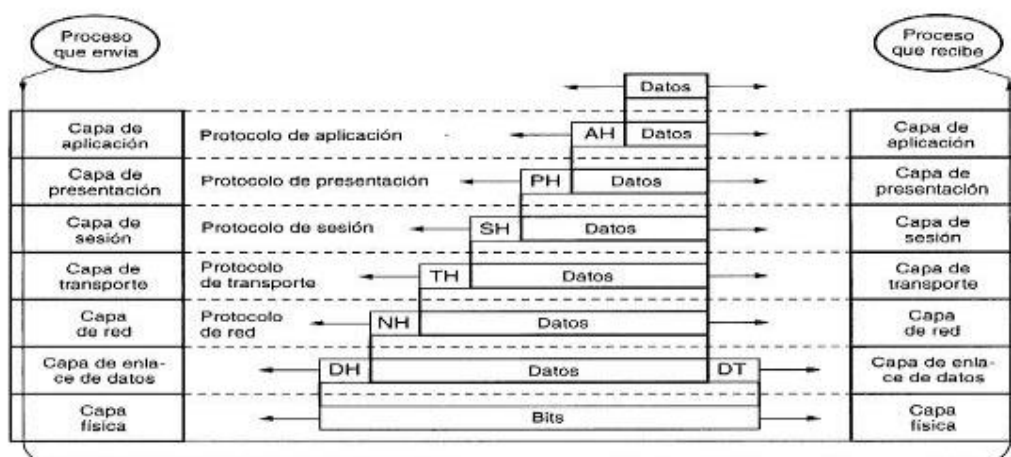 Proceso
que envía
Proceso
que recibe
Datos
Capa de
aplicación
Protocolo de aplicación
AH
Datos
Capa de
aplicación
Capa de
presentación
Protocolo de presentación
PH
Datos
Capa de
presentación
Capa de
sesión
Protocolo de sesión
SH
Datos
Capa de
sesión
Capa de
transporte
Protocolo
de transporte
TH
Datos
Capa de
transporte
Capa
de red
Protocolo
de red
NH
Datos
Capa
de red
Capa de enla-
ce de datos
DH
Datos
DT
Capa de enla-
ce de datos
Capa
física
Bits
Capa
física